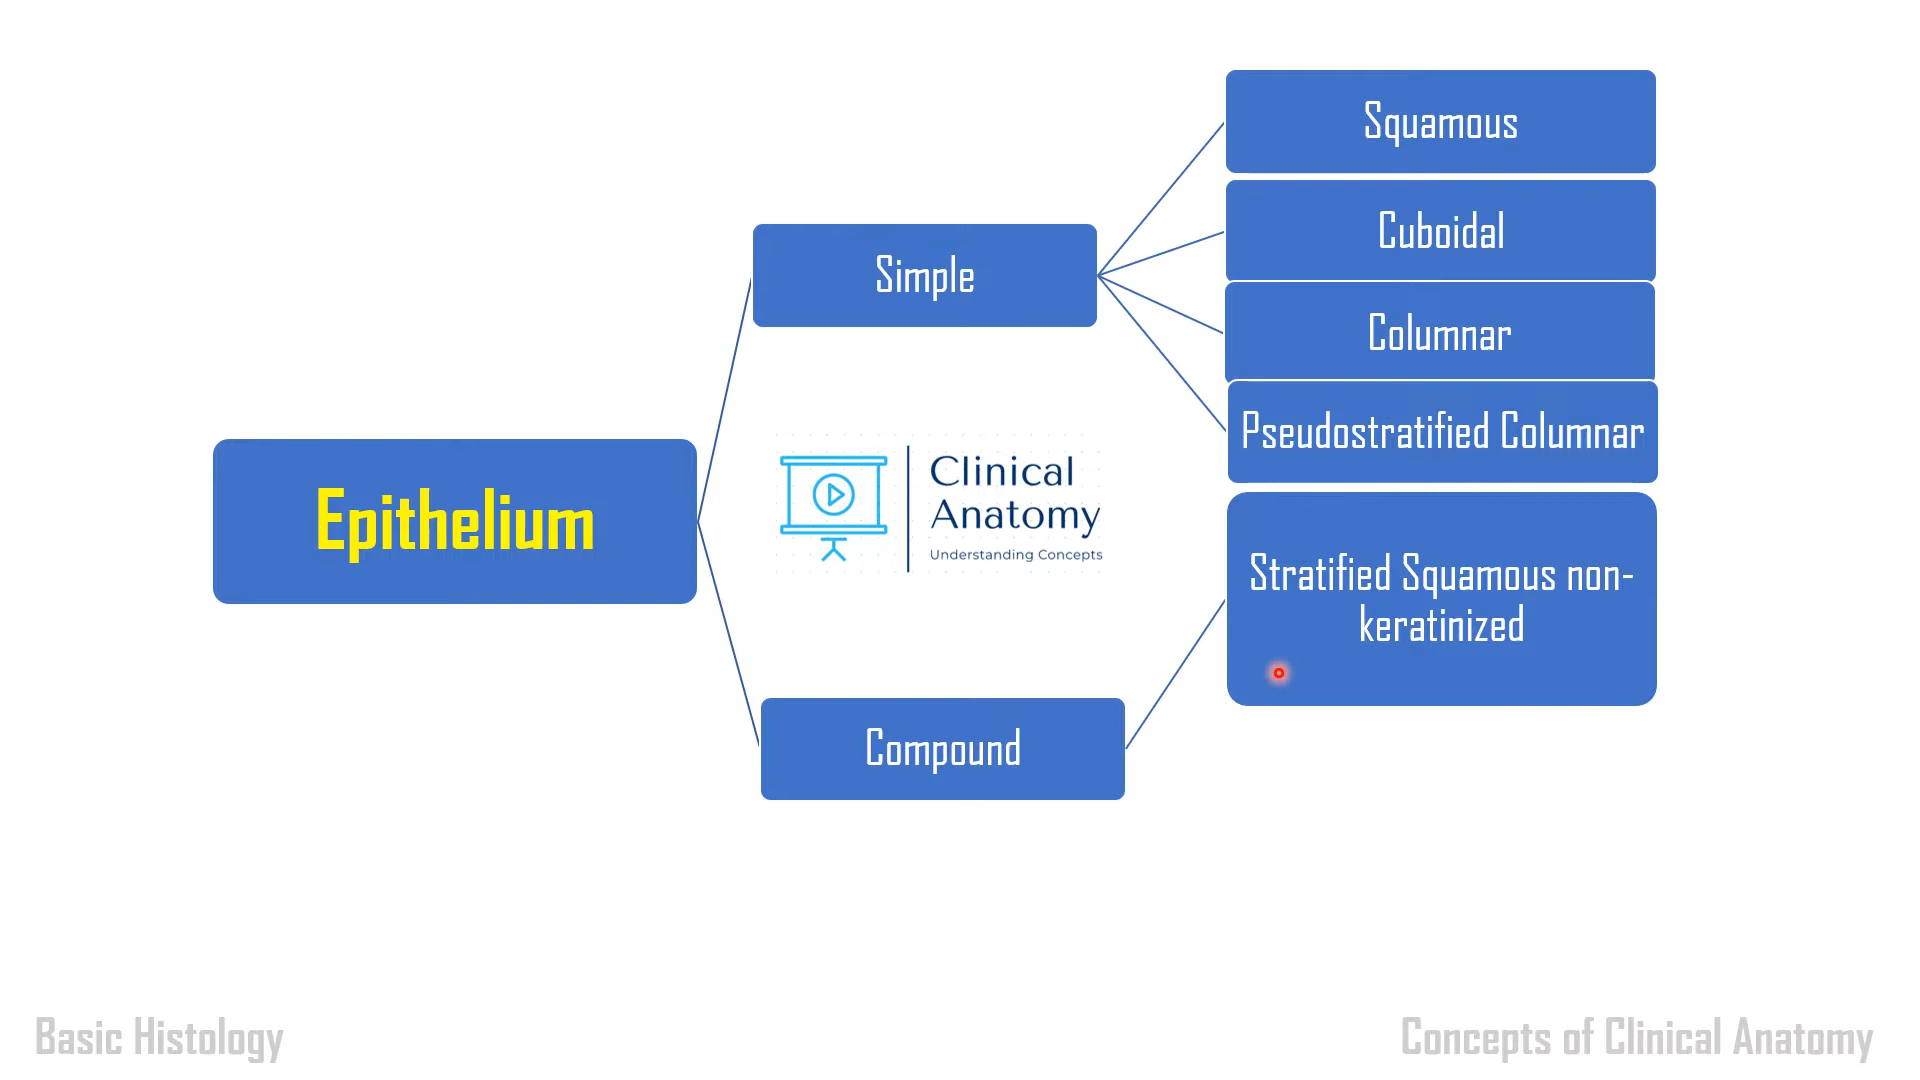 Squamous
Cuboidal
Simple
Columnar
Pseudostratified Columnar
Epithelium
Clinical
Anatomy
Understanding Concepts
Stratified Squamous non-
keratinized
Compound
Basic Histology
Concepts of Clinical Anatomy